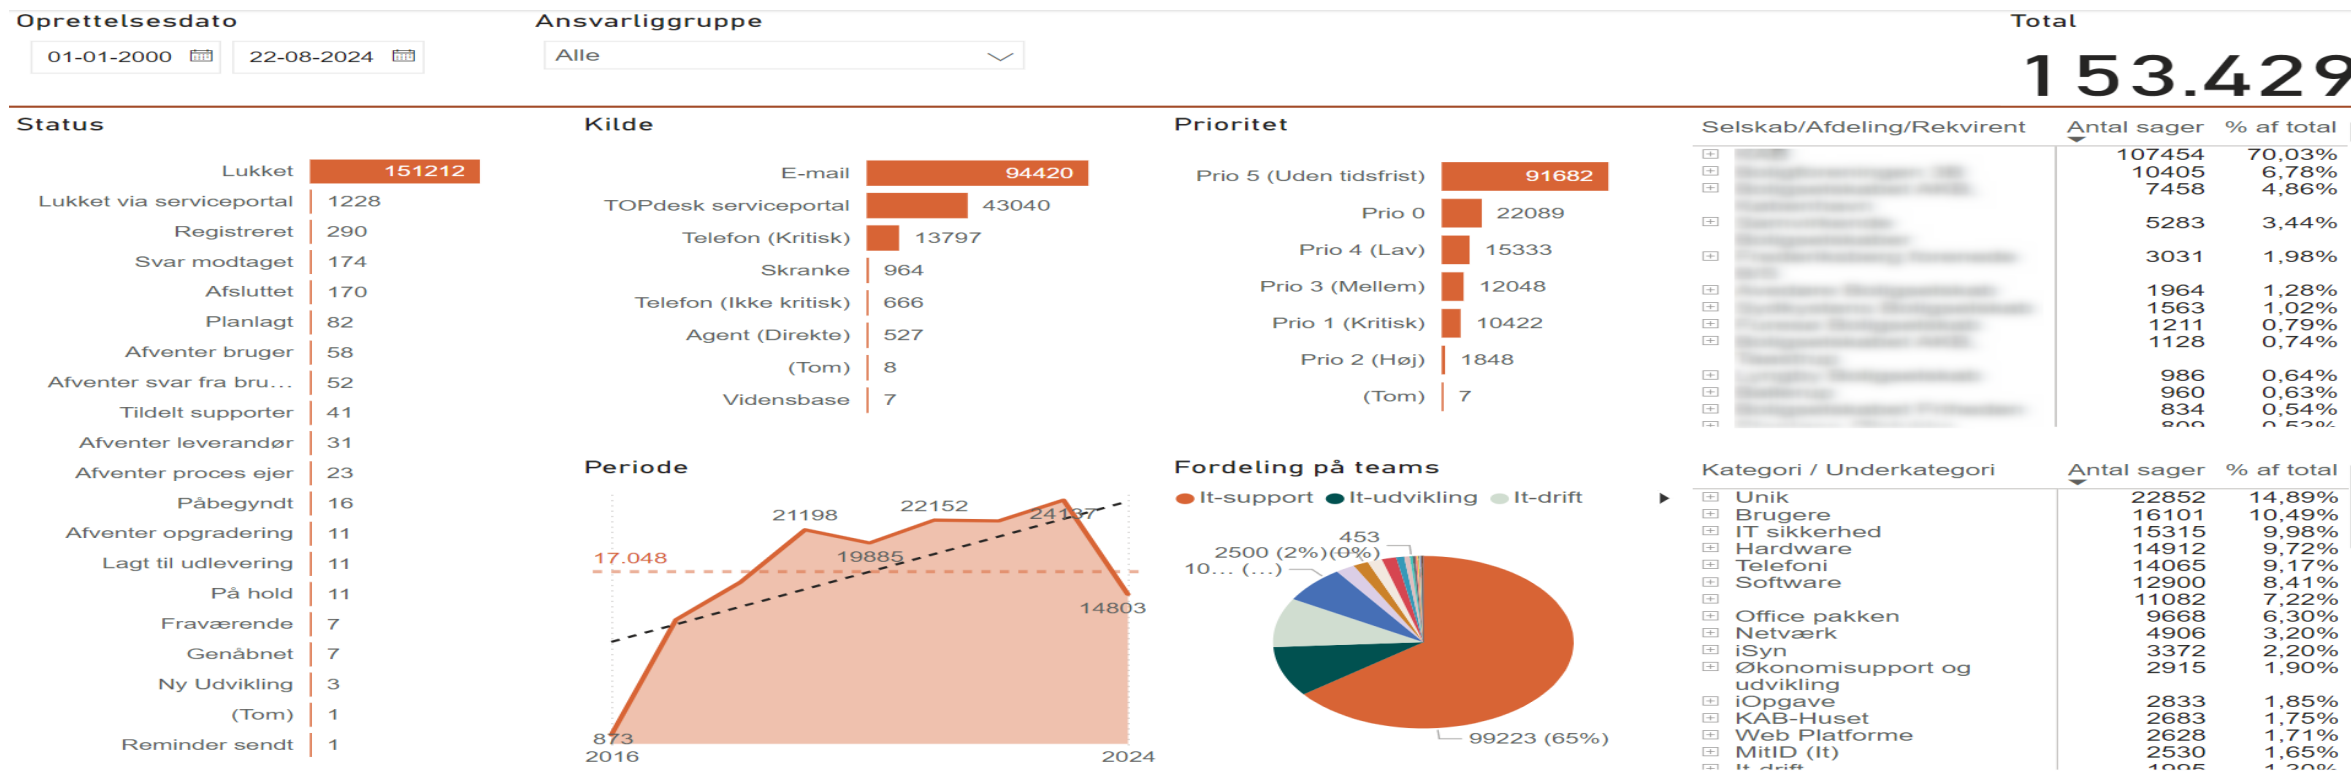 Oprettelsesdato
01-01-2000
22-08-2024
Ansvarliggruppe
Alle
Total
153.429
Status
Lukket 151212
Lukket via serviceportal 1228
Registreret 290
Svar modtaget 174
Afsluttet 170
Planlagt 82
Afventer bruger 58
Afventer svar fra bru... 52
Tildelt supporter 41
Afventer leverandør 31
Afventer proces ejer 23
Påbegyndt 16
Afventer opgradering 11
Lagt til udlevering 11
På hold 11
Fraværende 7
Genåbnet 7
Ny Udvikling 3
(Tom) 1
Reminder sendt 1
Kilde
E-mail 94420
TOPdesk serviceportal 43040
Telefon (Kritisk) 13797
Skranke 964
Telefon (Ikke kritisk) 666
Agent (Direkte) 527
(Tom) 8
Vidensbase 7
Prioritet
Prio 5 (Uden tidsfrist) 91682
Prio 0 22089
Prio 4 (Lav) 15333
Prio 3 (Mellem) 12048
Prio 1 (Kritisk) 10422
Prio 2 (Høj) 1848
(Tom) 7
Selskab/Afdeling/Rekvirent Antal sager % af total
107454 70,03%
10405 6,78%
7458 4,86%
5283 3,44%
3031 1,98%
1964 1,28%
1563 1,02%
1211 0,79%
1128 0,74%
986 0,64%
960 0,63%
834 0,54%
809 0,53%
Periode
21198
22152
24137
17.048
19885
14803
873
2016 2024
Fordeling på teams
It-support It-udvikling It-drift
453
2500 (2%) (0%)
10... (...)
99223 (65%)
Kategori / Underkategori Antal sager % af total
Unik 22852 14,89%
Brugere 16101 10,49%
IT sikkerhed 15315 9,98%
Hardware 14912 9,72%
Telefoni 14065 9,17%
Software 12900 8,41%
11082 7,22%
Office pakken 9668 6,30%
Netværk 4906 3,20%
iSyn 3372 2,20%
Økonomisupport og 2915 1,90%
udvikling
iOpgave 2833 1,85%
KAB-Huset 2683 1,75%
Web Platforme 2628 1,71%
MitID (It) 2530 1,65%
It-drift 1995 1,30%